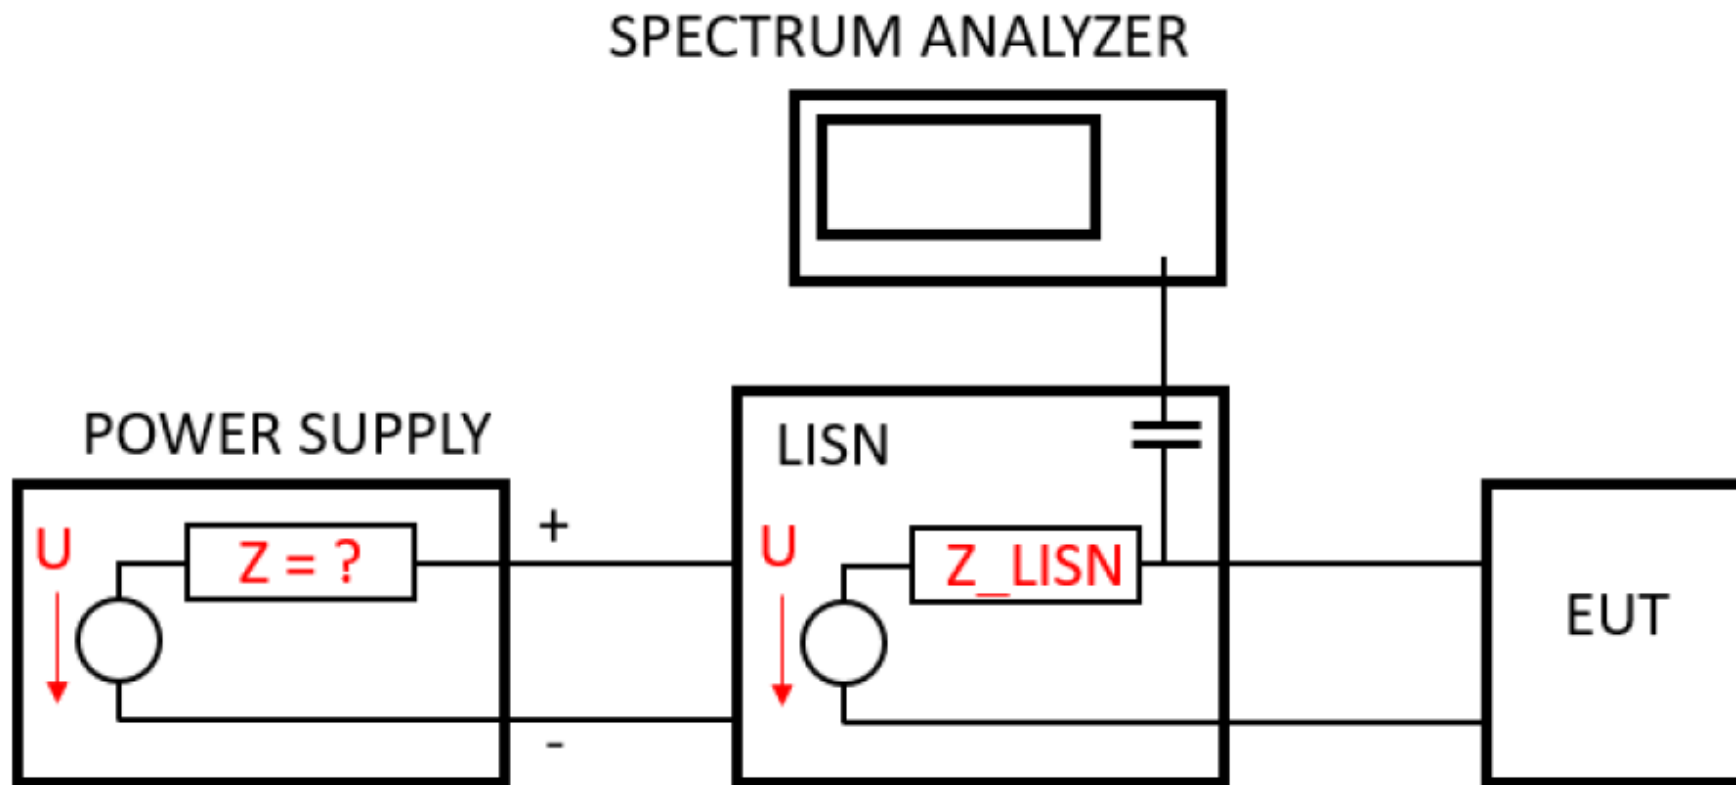 SPECTRUM ANALYZER
POWER SUPPLY
LISN
U
Z = ?
+
-
U
Z_LISN
EUT